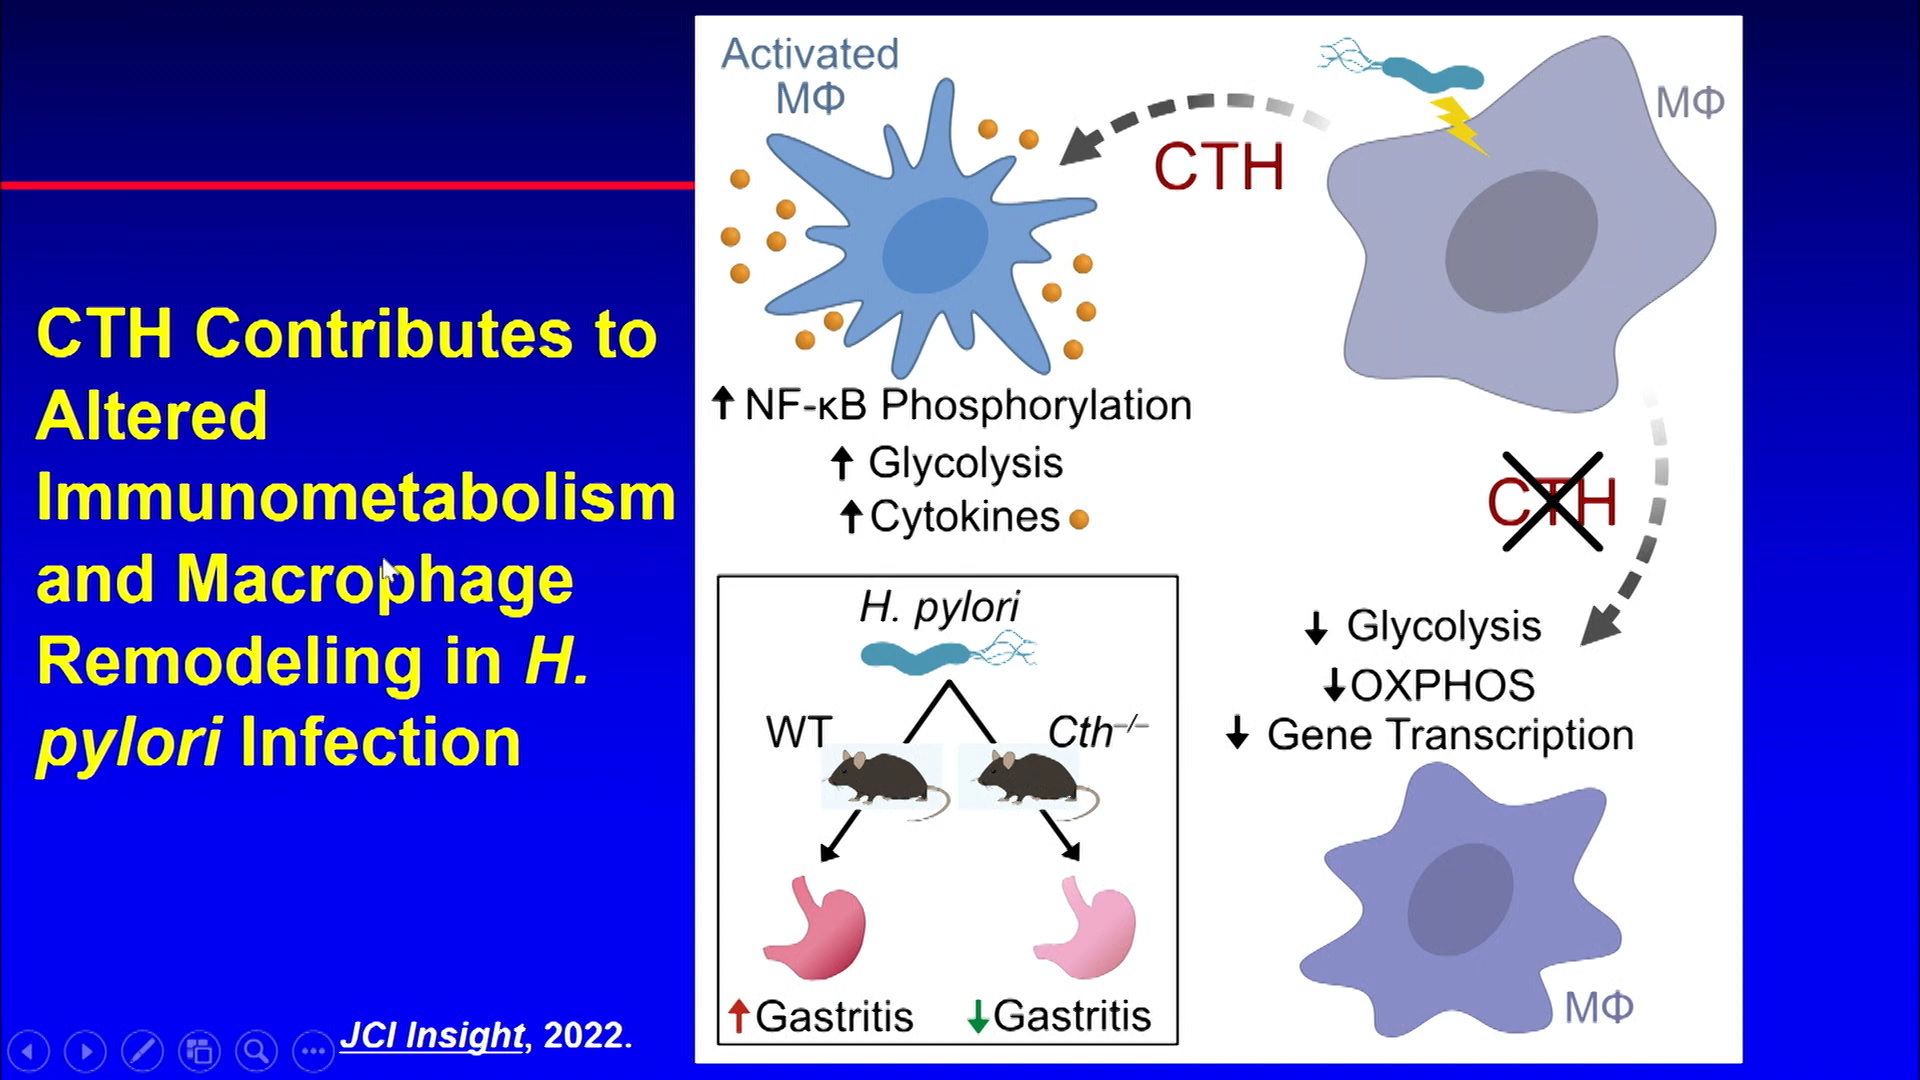 CTH Contributes to
Altered
Immunometabolism
and Macrophage
Remodeling in H.
pylori Infection
JCI Insight, 2022.
Activated
MΦ
CTH
MΦ
↑ NF-κB Phosphorylation
↑ Glycolysis
↑ Cytokines
CTH
↓ Glycolysis
↓ OXPHOS
↓ Gene Transcription
MΦ
H. pylori
WT
Cth⁻/⁻
↑ Gastritis
↓ Gastritis